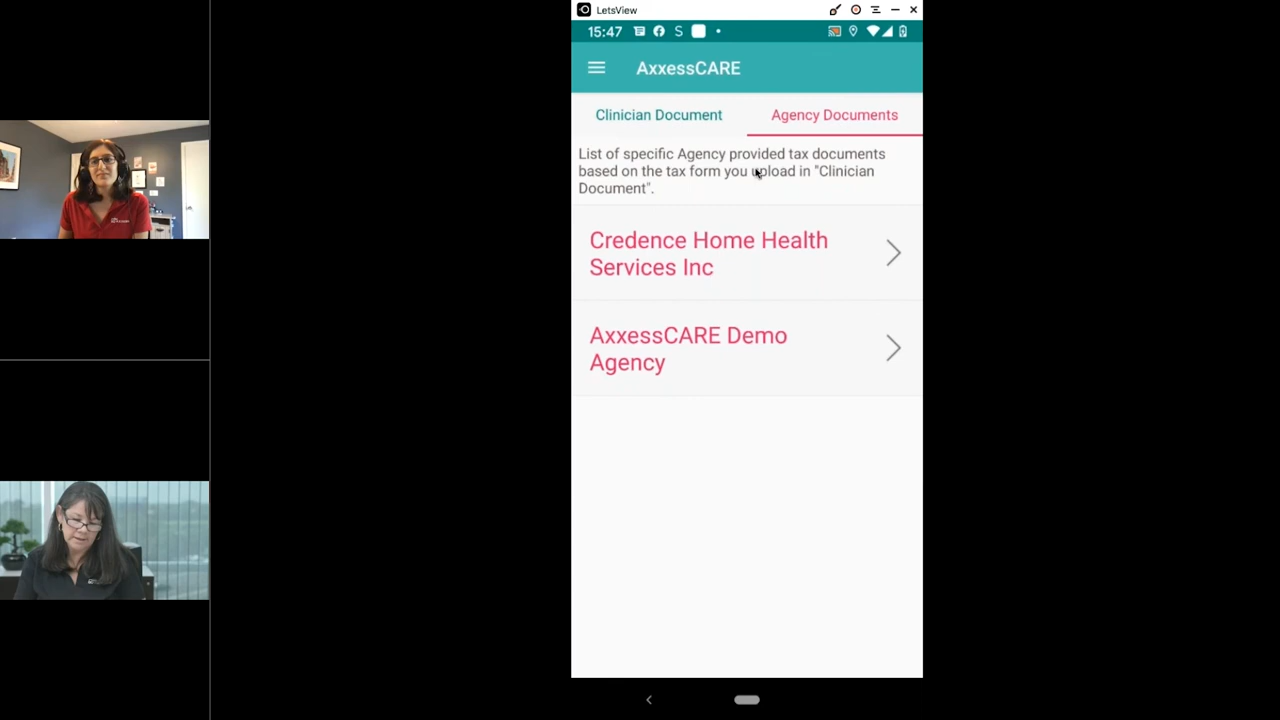 LetsView
15:47
AxxessCARE
Clinician Document
Agency Documents
List of specific Agency provided tax documents
based on the tax form you upload in "Clinician
Document".
Credence Home Health
Services Inc
AxxessCARE Demo
Agency